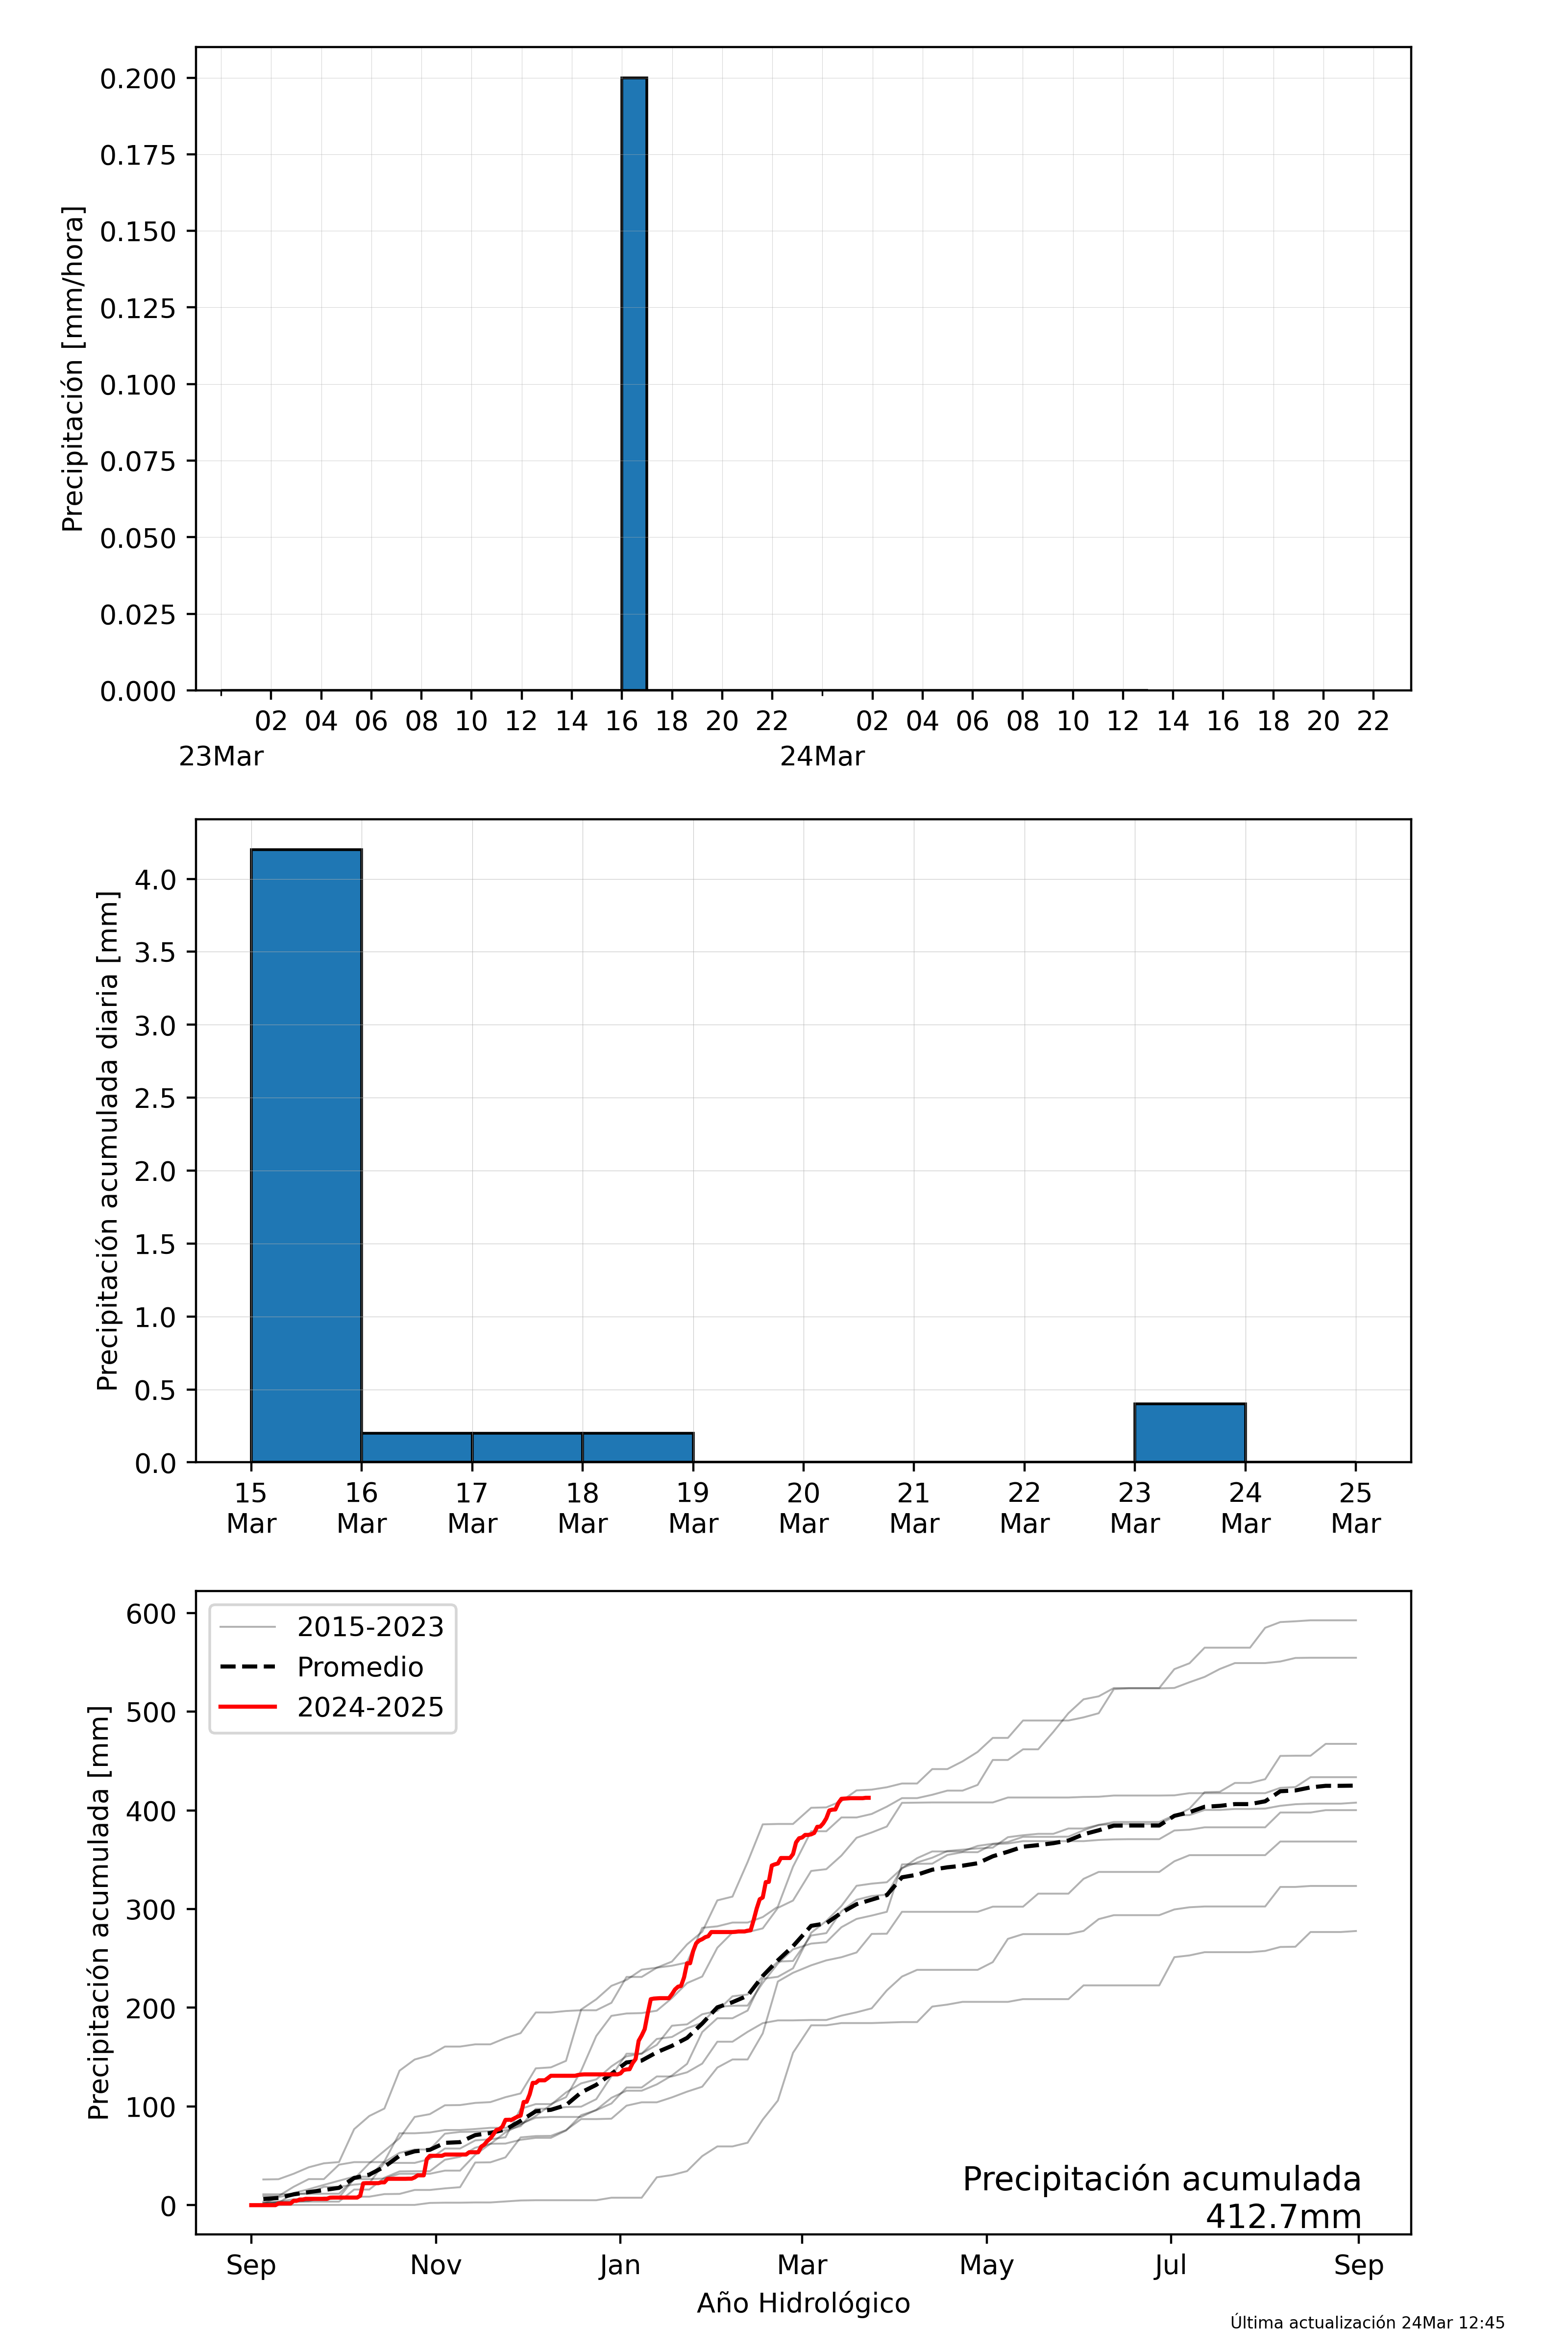 Precipitación [mm/hora]
0.200
0.175
0.150
0.125
0.100
0.075
0.050
0.025
0.000
02 04 06 08 10 12 14 16 18 20 22 02 04 06 08 10 12 14 16 18 20 22
23Mar 24Mar
Precipitación acumulada diaria [mm]
4.0
3.5
3.0
2.5
2.0
1.5
1.0
0.5
0.0
15 16 17 18 19 20 21 22 23 24 25
Mar Mar Mar Mar Mar Mar Mar Mar Mar Mar Mar
Precipitación acumulada [mm]
600
500
400
300
200
100
0
2015-2023
Promedio
2024-2025
Precipitación acumulada
412.7mm
Sep Nov Jan Mar May Jul Sep
Año Hidrológico
Última actualización 24Mar 12:45